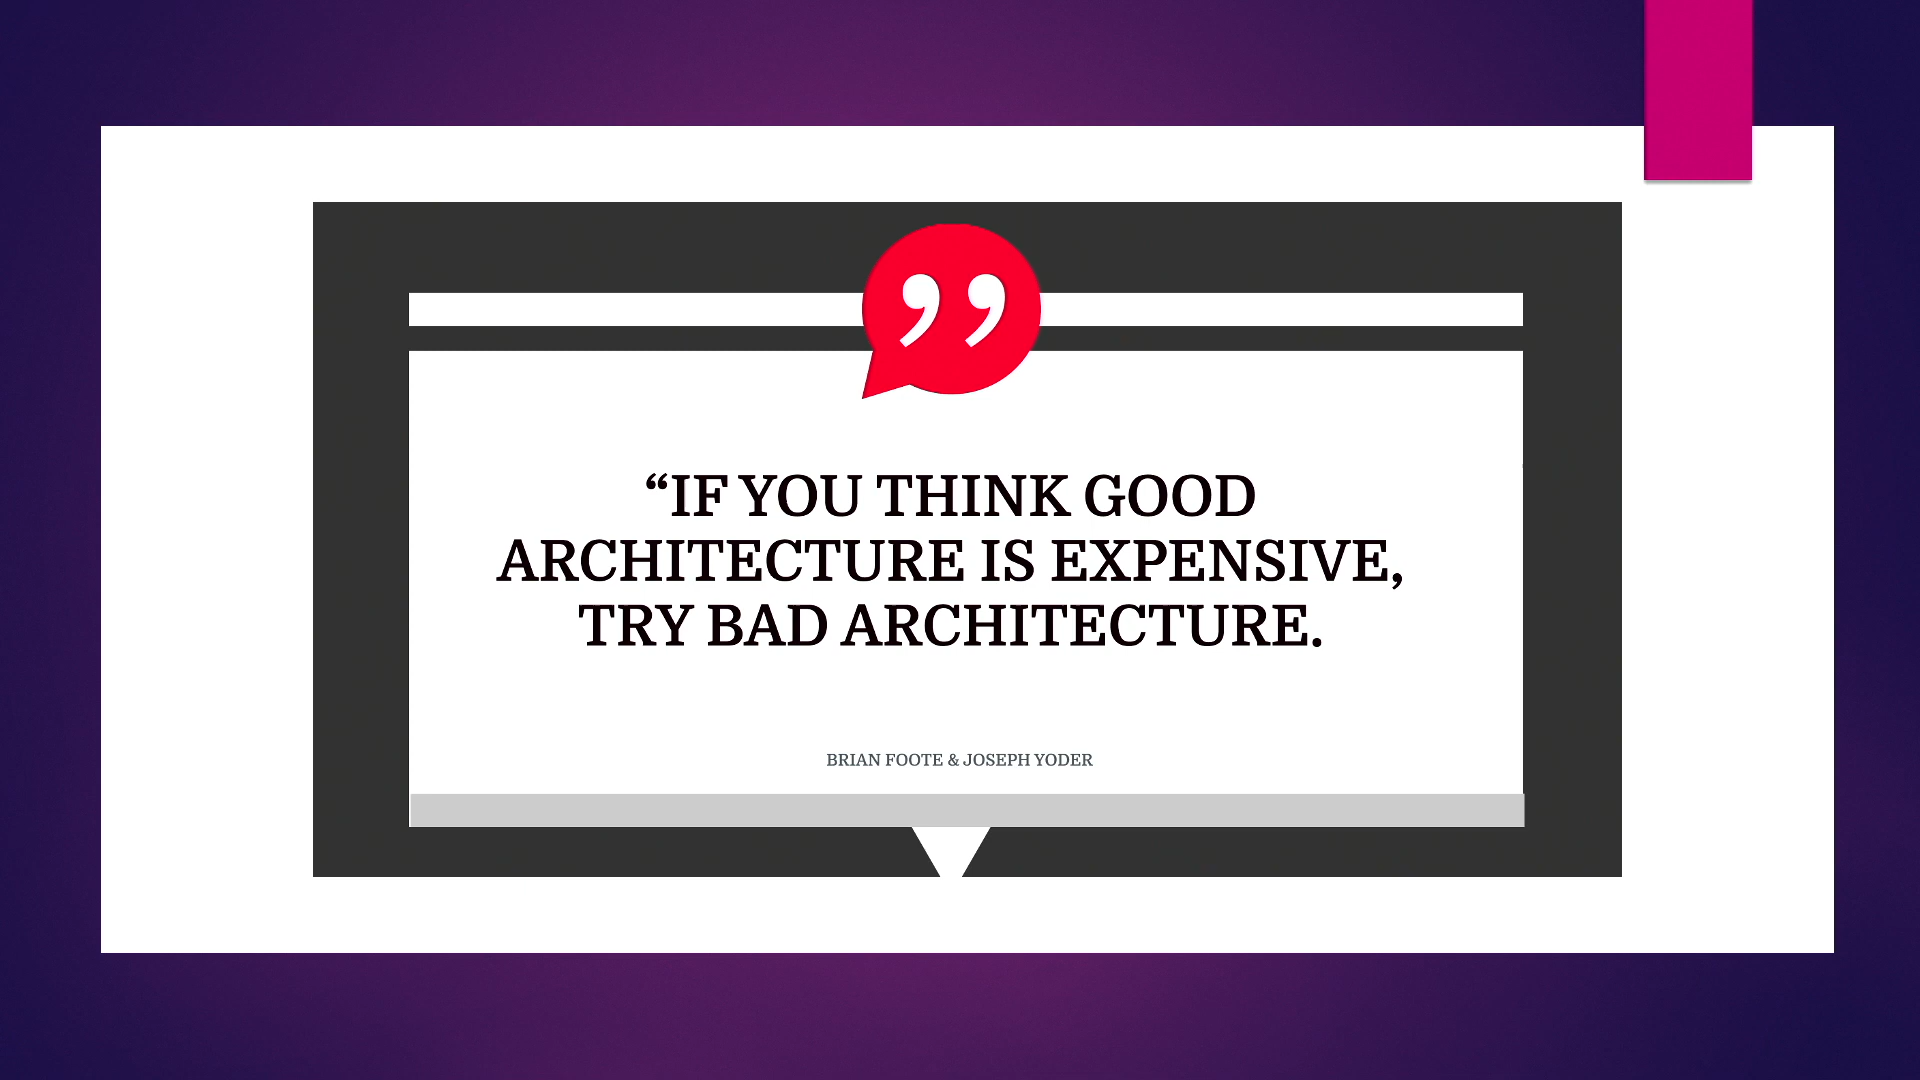 “IF YOU THINK GOOD
ARCHITECTURE IS EXPENSIVE,
TRY BAD ARCHITECTURE.
BRIAN FOOTE & JOSEPH YODER